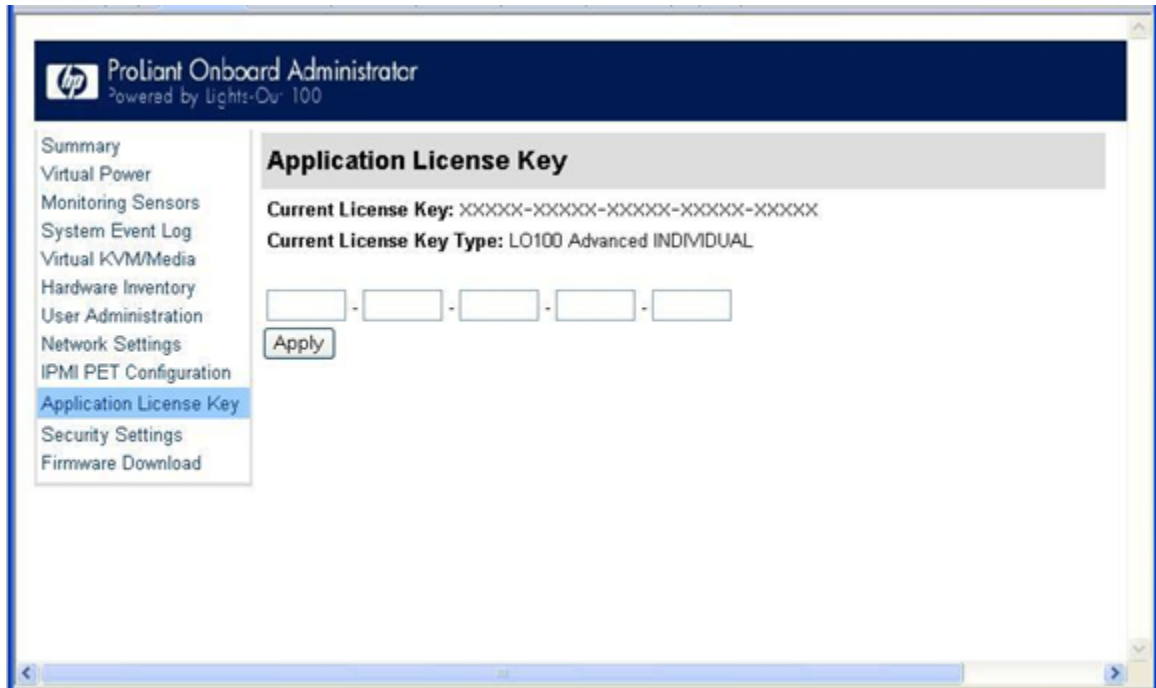 hp
ProLiant Onboard Administrator
Powered by Lights-Out 100
Summary
Virtual Power
Monitoring Sensors
System Event Log
Virtual KVM/Media
Hardware Inventory
User Administration
Network Settings
IPMI PET Configuration
Application License Key
Security Settings
Firmware Download
Application License Key
Current License Key: XXXXX-XXXXX-XXXXX-XXXXX-XXXXX
Current License Key Type: LO100 Advanced INDIVIDUAL
- - - -
Apply